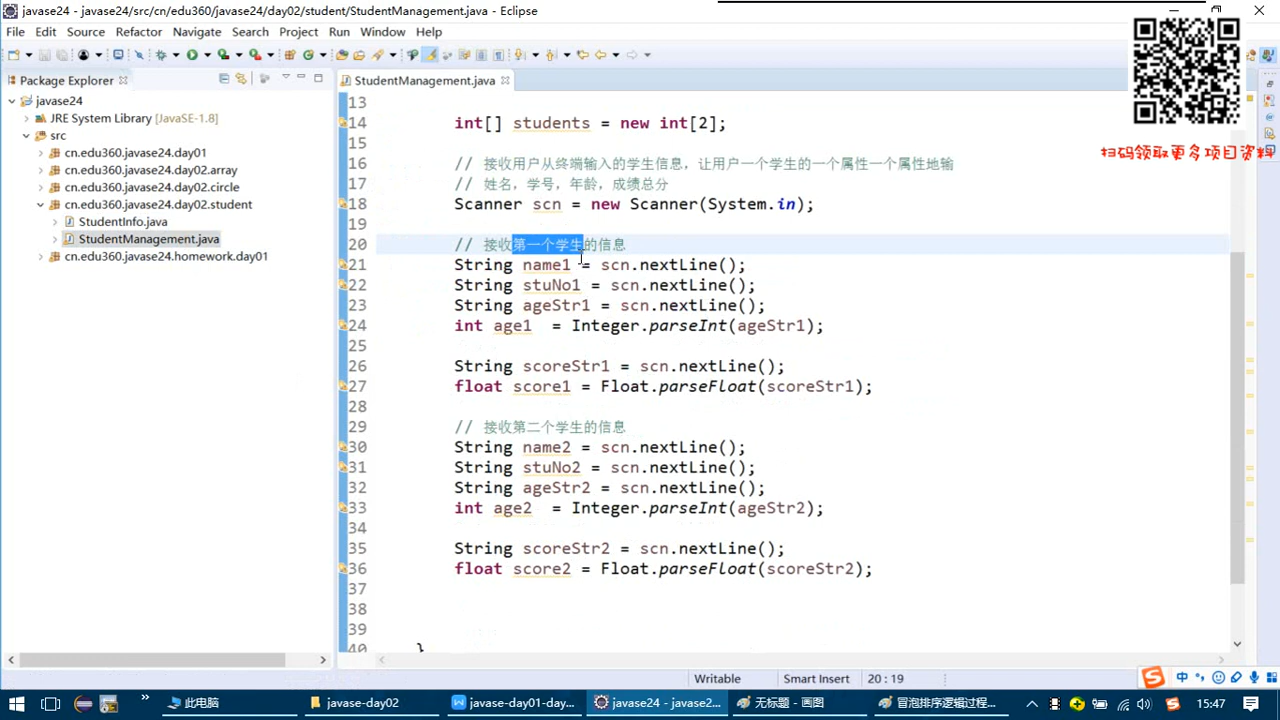 javase24 - javase24/src/cn/edu360/javase24/day02/student/StudentManagement.java - Eclipse
File Edit Source Refactor Navigate Search Project Run Window Help
Package Explorer
StudentManagement.java
javase24
JRE System Library [JavaSE-1.8]
src
cn.edu360.javase24.day01
cn.edu360.javase24.day02.array
cn.edu360.javase24.day02.circle
cn.edu360.javase24.day02.student
StudentInfo.java
StudentManagement.java
cn.edu360.javase24.homework.day01
扫码领取更多项目资料
13
14 int[] students = new int[2];
15
16 // 接收用户从终端输入的学生信息，让用户一个学生的一个属性一个属性地输
17 // 姓名，学号，年龄，成绩总分
18 Scanner scn = new Scanner(System.in);
19
20 // 接收第一个学生的信息
21 String name1 = scn.nextLine();
22 String stuNo1 = scn.nextLine();
23 String ageStr1 = scn.nextLine();
24 int age1 = Integer.parseInt(ageStr1);
25
26 String scoreStr1 = scn.nextLine();
27 float score1 = Float.parseFloat(scoreStr1);
28
29 // 接收第二个学生的信息
30 String name2 = scn.nextLine();
31 String stuNo2 = scn.nextLine();
32 String ageStr2 = scn.nextLine();
33 int age2 = Integer.parseInt(ageStr2);
34
35 String scoreStr2 = scn.nextLine();
36 float score2 = Float.parseFloat(scoreStr2);
37
38
39
40 }
Writable Smart Insert 20 : 19
中
此电脑 javase-day02 javase-day01-day... javase24 - javase2... 无标题 - 画图 冒泡排序逻辑过程... 中 15:47